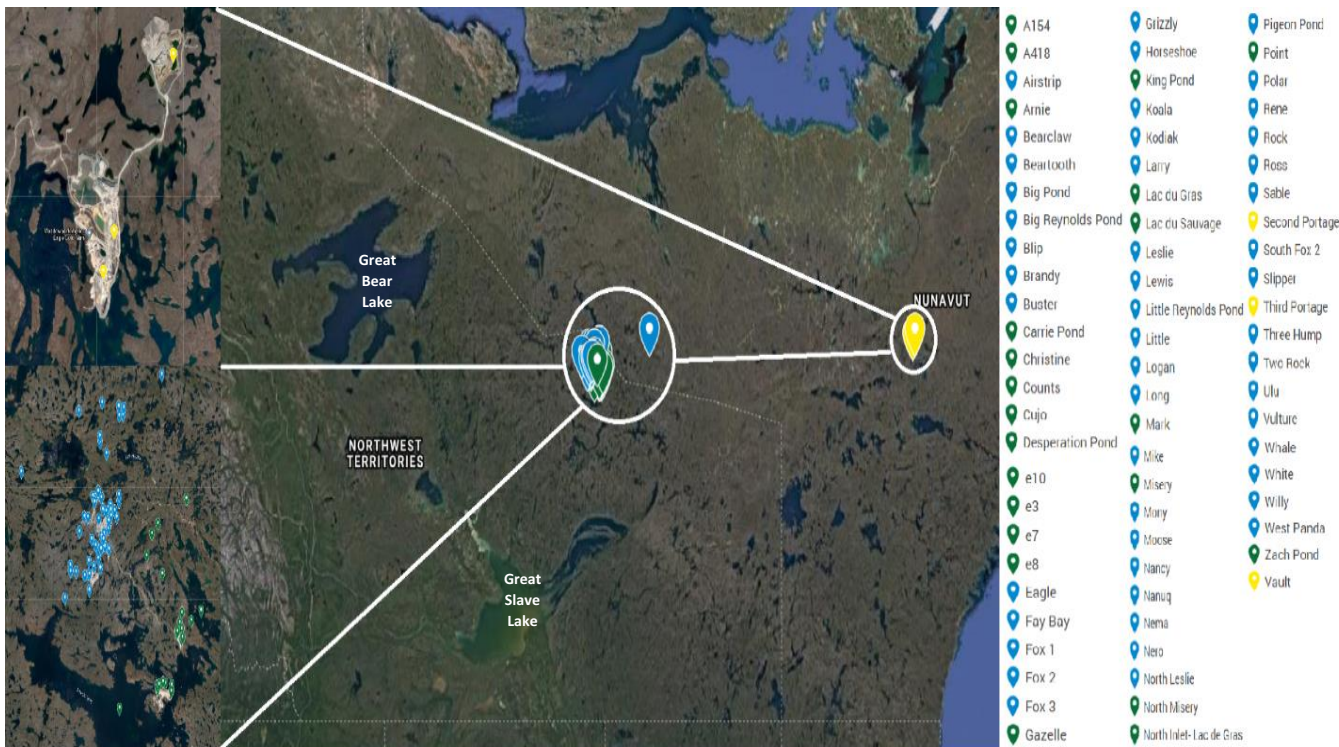 Great
Bear
Lake
NUNAVUT
NORTHWEST
TERRITORIES
Great
Slave
Lake
A154
A418
Airstrip
Arnie
Bearclaw
Beartooth
Big Pond
Big Reynolds Pond
Blip
Brandy
Buster
Carrie Pond
Christine
Counts
Cujo
Desperation Pond
e10
e3
e7
e8
Eagle
Fay Bay
Fox 1
Fox 2
Fox 3
Gazelle
Grizzly
Horseshoe
King Pond
Koala
Kodiak
Larry
Lac du Gras
Lac du Sauvage
Leslie
Lewis
Little Reynolds Pond
Little
Logan
Long
Mark
Mike
Misery
Mony
Moose
Nancy
Nanuq
Nema
Nero
North Leslie
North Misery
North Inlet- Lac de Gras
Pigeon Pond
Point
Polar
Rene
Rock
Ross
Sable
Second Portage
South Fox 2
Slipper
Third Portage
Three Hump
Two Rock
Ulu
Vulture
Whale
White
Willy
West Panda
Zach Pond
Vault